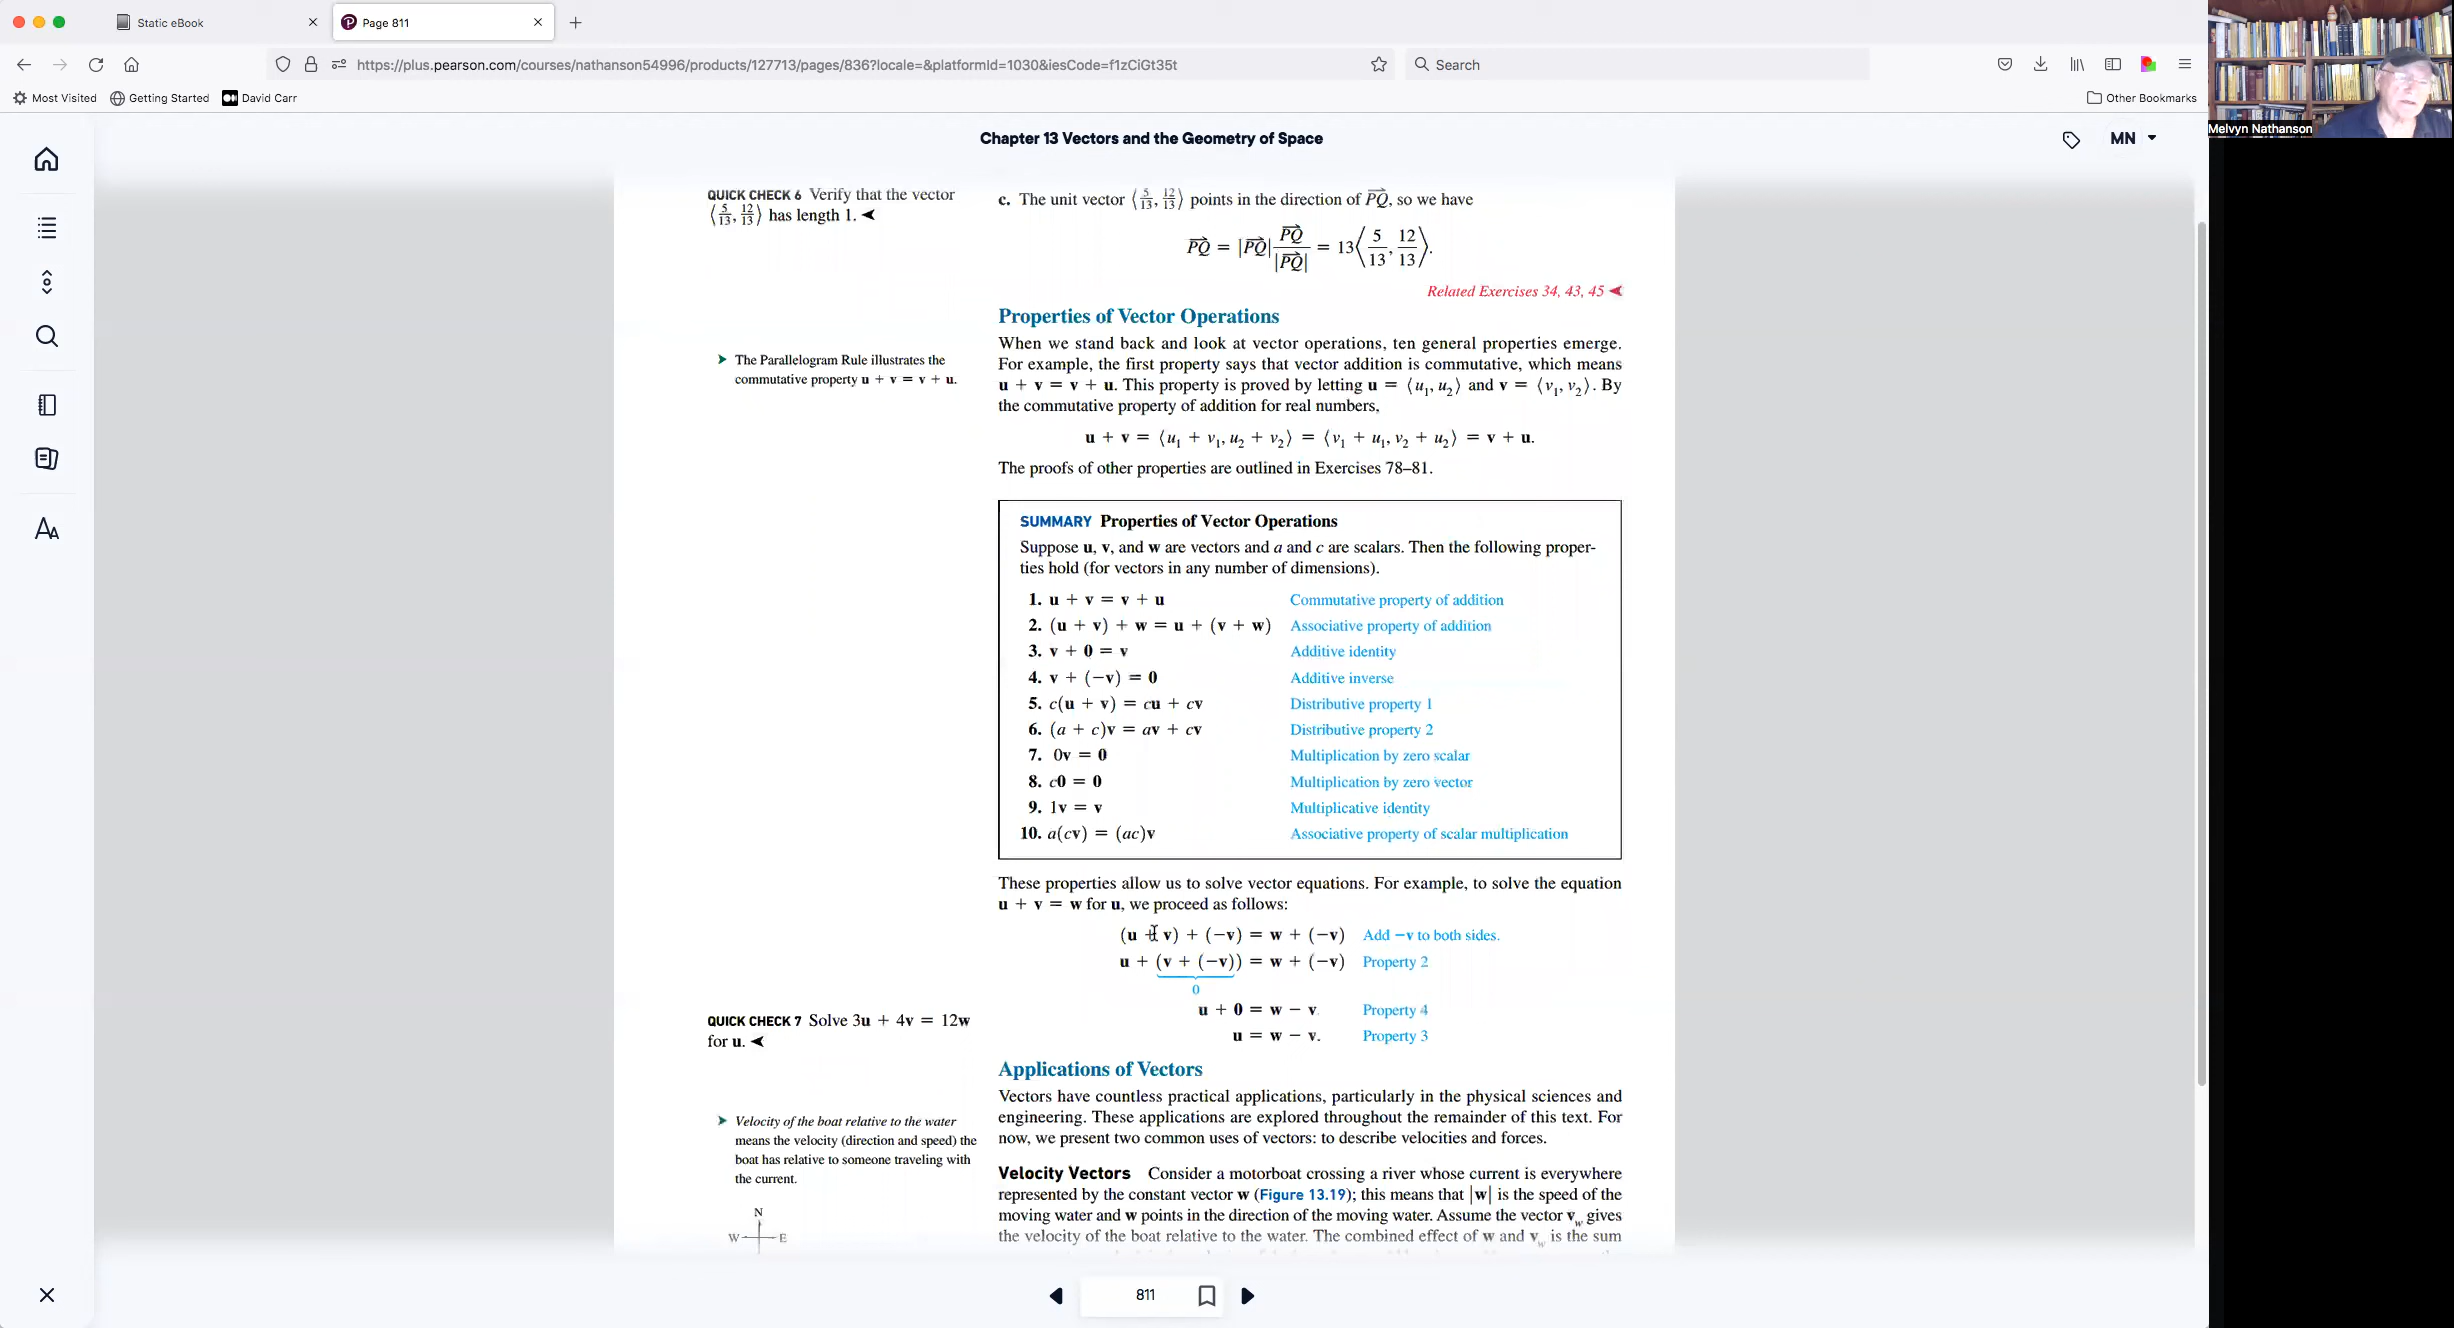 Static eBook
Page 811
https://plus.pearson.com/courses/nathanson54996/products/127713/pages/836?locale=&platformId=1030&iesCode=f1zCiGt35t
Search
Most Visited
Getting Started
David Carr
Other Bookmarks
Melvyn Nathanson
Chapter 13 Vectors and the Geometry of Space
MN
QUICK CHECK 6 Verify that the vector
⟨5/13, 12/13⟩ has length 1. ◄
c. The unit vector ⟨5/13, 12/13⟩ points in the direction of PQ⃗, so we have
PQ⃗ = |PQ⃗| PQ⃗/|PQ⃗| = 13⟨5/13, 12/13⟩.
Related Exercises 34, 43, 45 ◄
Properties of Vector Operations
When we stand back and look at vector operations, ten general properties emerge.
For example, the first property says that vector addition is commutative, which means
u + v = v + u. This property is proved by letting u = ⟨u₁, u₂⟩ and v = ⟨v₁, v₂⟩. By
the commutative property of addition for real numbers,
➤ The Parallelogram Rule illustrates the
commutative property u + v = v + u.
u + v = ⟨u₁ + v₁, u₂ + v₂⟩ = ⟨v₁ + u₁, v₂ + u₂⟩ = v + u.
The proofs of other properties are outlined in Exercises 78–81.
SUMMARY Properties of Vector Operations
Suppose u, v, and w are vectors and a and c are scalars. Then the following proper-
ties hold (for vectors in any number of dimensions).
1. u + v = v + u Commutative property of addition
2. (u + v) + w = u + (v + w) Associative property of addition
3. v + 0 = v Additive identity
4. v + (−v) = 0 Additive inverse
5. c(u + v) = cu + cv Distributive property 1
6. (a + c)v = av + cv Distributive property 2
7. 0v = 0 Multiplication by zero scalar
8. c0 = 0 Multiplication by zero vector
9. 1v = v Multiplicative identity
10. a(cv) = (ac)v Associative property of scalar multiplication
These properties allow us to solve vector equations. For example, to solve the equation
u + v = w for u, we proceed as follows:
(u + v) + (−v) = w + (−v) Add −v to both sides.
u + (v + (−v)) = w + (−v) Property 2
0
u + 0 = w − v Property 4
u = w − v. Property 3
QUICK CHECK 7 Solve 3u + 4v = 12w
for u. ◄
Applications of Vectors
Vectors have countless practical applications, particularly in the physical sciences and
engineering. These applications are explored throughout the remainder of this text. For
now, we present two common uses of vectors: to describe velocities and forces.
➤ Velocity of the boat relative to the water
means the velocity (direction and speed) the
boat has relative to someone traveling with
the current.
Velocity Vectors Consider a motorboat crossing a river whose current is everywhere
represented by the constant vector w (Figure 13.19); this means that |w| is the speed of the
moving water and w points in the direction of the moving water. Assume the vector v_w gives
the velocity of the boat relative to the water. The combined effect of w and v_w is the sum
N
W E
811